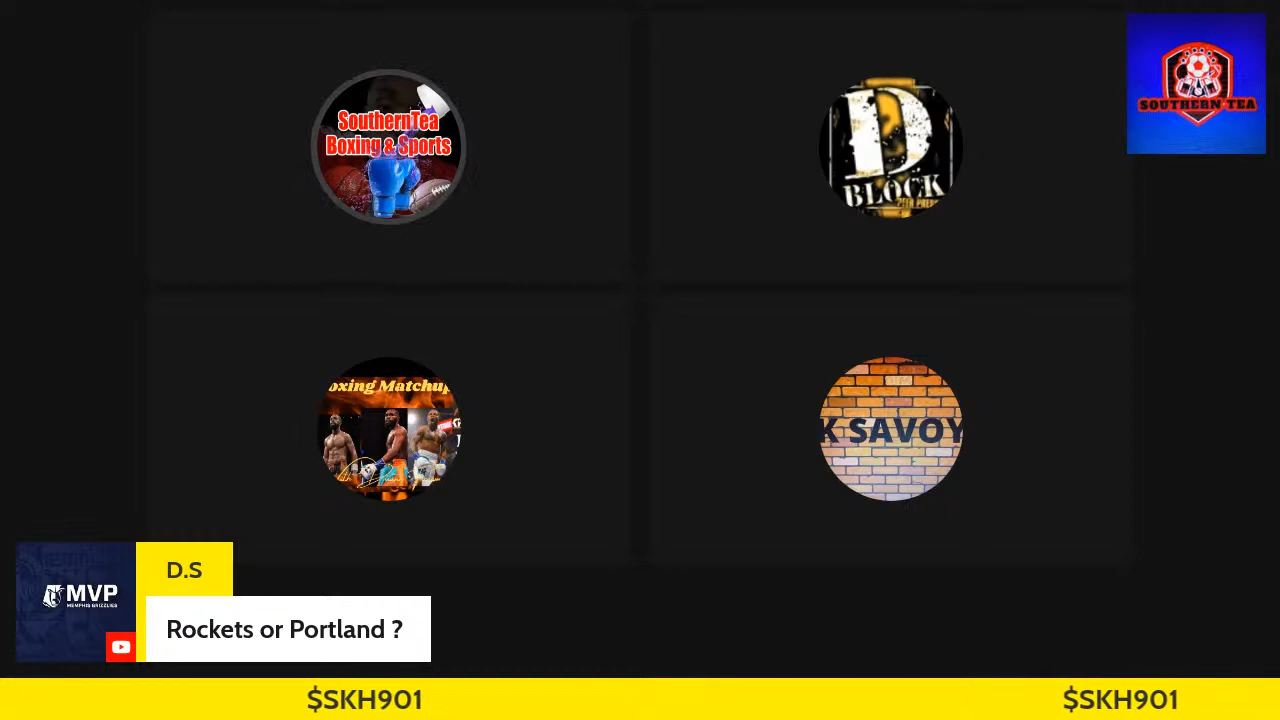 SouthernTea
Boxing & Sports
D
BLOCK
SOUTHERN TEA
oxing Matchup
K SAVOY
MVP
MEMPHIS GRIZZLIES
D.S
Rockets or Portland ?
$SKH901
$SKH901